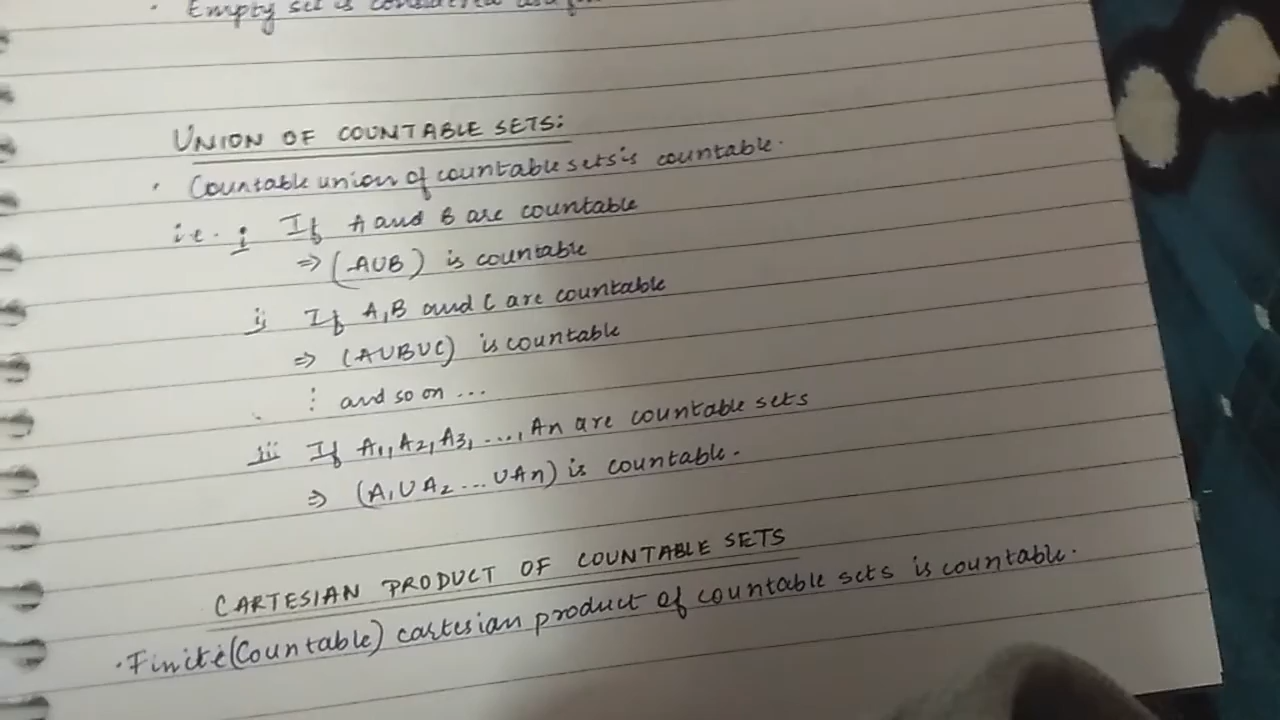 · Empty set is considered
UNION OF COUNTABLE SETS:
· Countable union of countable sets is countable.
i.e. i If A and B are countable
⇒ (AUB) is countable
ii If A, B and C are countable
⇒ (AUBUC) is countable
⋮ and so on ...
iii If A1, A2, A3, ..., An are countable sets
⇒ (A1 U A2 ... U An) is countable.
CARTESIAN PRODUCT OF COUNTABLE SETS
· Finite (Countable) cartesian product of countable sets is countable.